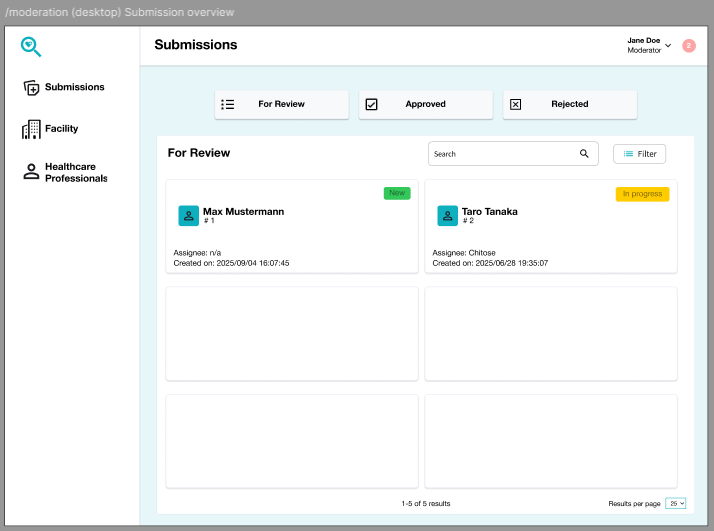 /moderation (desktop) Submission overview
Submissions
Jane Doe
Moderator
2
Submissions
Facility
Healthcare
Professionals
For Review
Approved
Rejected
For Review
Search
Filter
New
Max Mustermann
# 1
Assignee: n/a
Created on: 2025/09/04 16:07:45
In progress
Taro Tanaka
# 2
Assignee: Chitose
Created on: 2025/06/28 19:35:07
1-5 of 5 results
Results per page
25